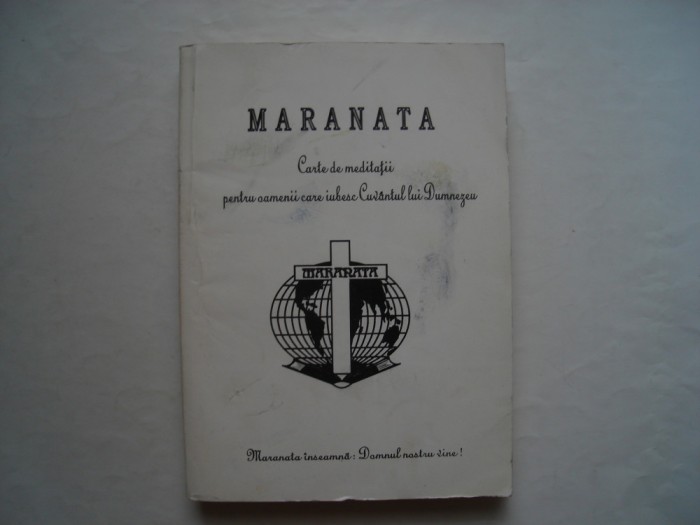 MARANATA
Carte de meditații
pentru oamenii care iubesc Cuvântul lui Dumnezeu
MARANATA
Maranata înseamnă: Domnul nostru vine!